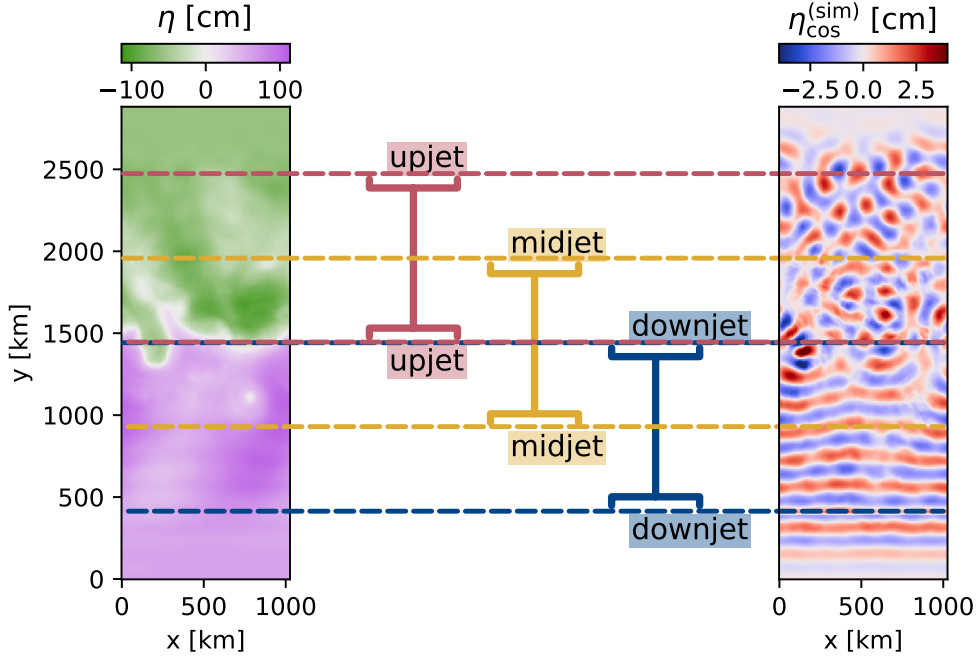 η [cm]
η_cos^(sim) [cm]
−100 0 100
−2.5 0.0 2.5
upjet
2500
midjet
2000
downjet
1500
upjet
y [km]
1000
midjet
500
downjet
0
0 500 1000
0 500 1000
x [km]
x [km]